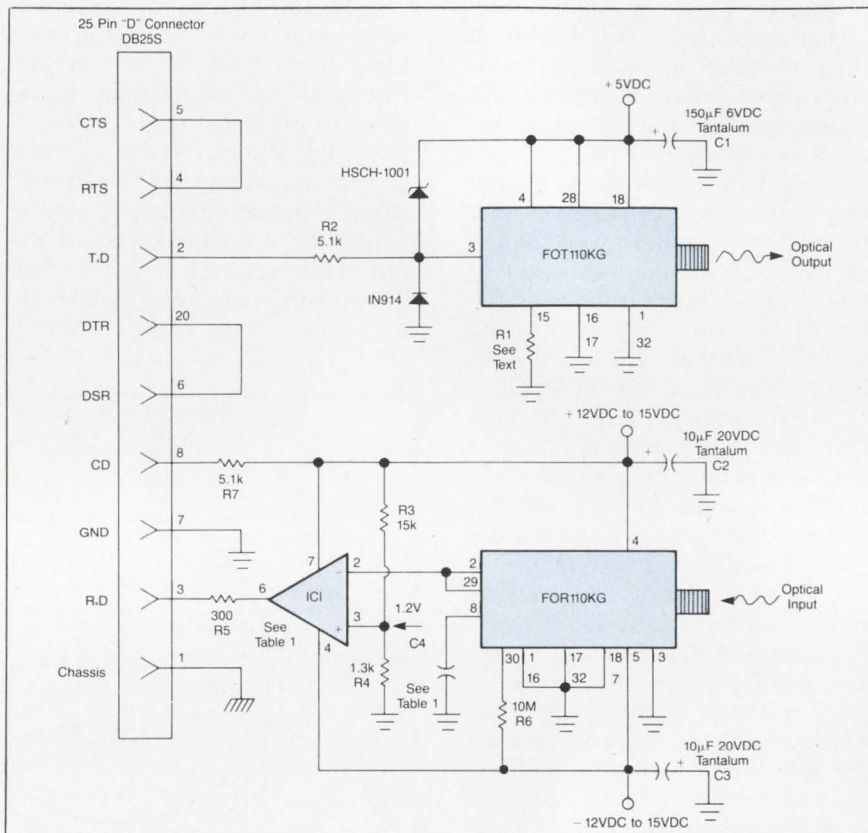 25 Pin “D” Connector
DB25S
CTS
5
RTS
4
T.D
2
DTR
20
DSR
6
CD
8
GND
7
R.D
3
Chassis
1
+ 5VDC
150µF 6VDC
Tantalum
C1
+
HSCH-1001
R2
5.1k
IN914
4
28
18
3
FOT110KG
Optical
Output
15
16
1
17
32
R1
See
Text
+12VDC to 15VDC
10µF 20VDC
Tantalum
C2
+
5.1k
R7
R3
15k
7
4
2
2
29
8
ICI
6
–
+
3
4
1.2V
C4
See
Table 1
FOR110KG
Optical
Input
300
R5
1.3k
R4
See
Table 1
30
1
17
18
5
3
16
32
7
10M
R6
10µF 20VDC
Tantalum
C3
+
–12VDC to 15VDC